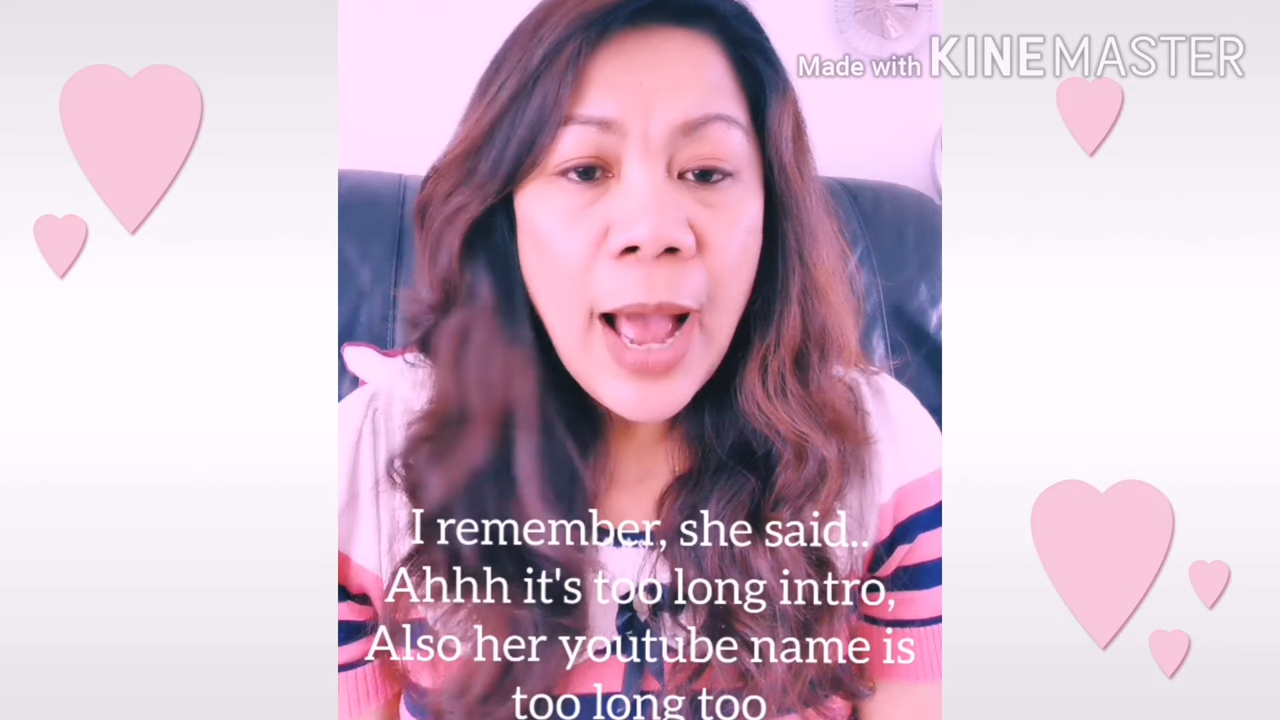 Made with KINEMASTER
I remember, she said..
Ahhh it's too long intro,
Also her youtube name is
too long too